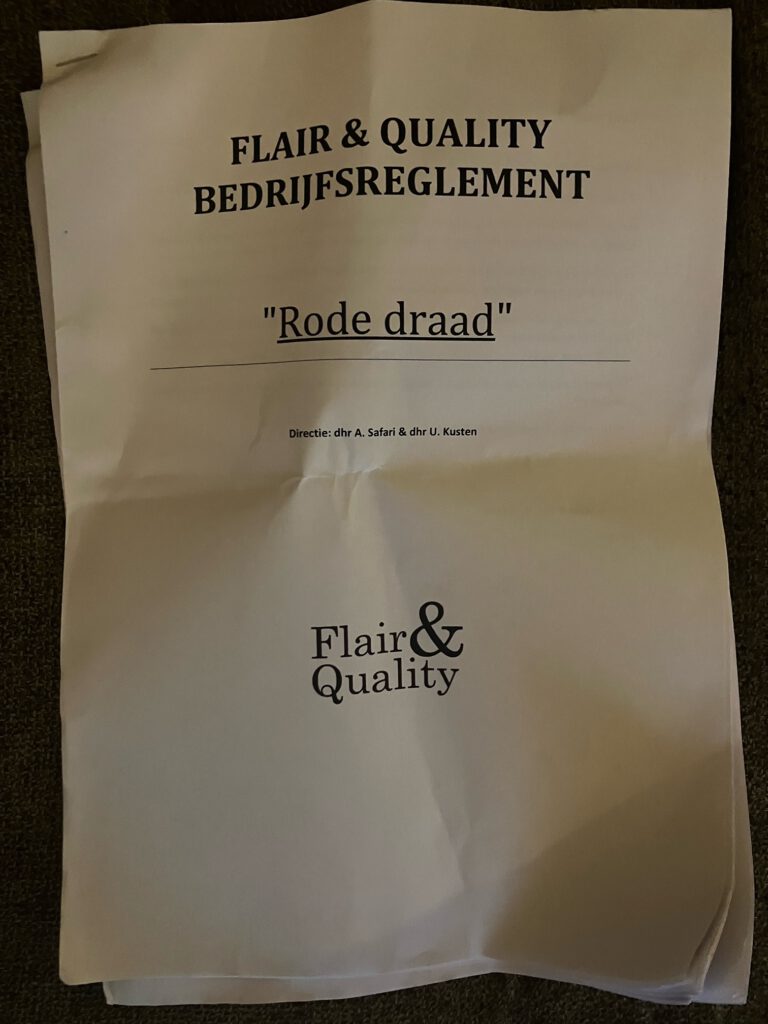 FLAIR & QUALITY
BEDRIJFSREGLEMENT
"Rode draad"
Directie: dhr A. Safari & dhr U. Kusten
Flair&
Quality